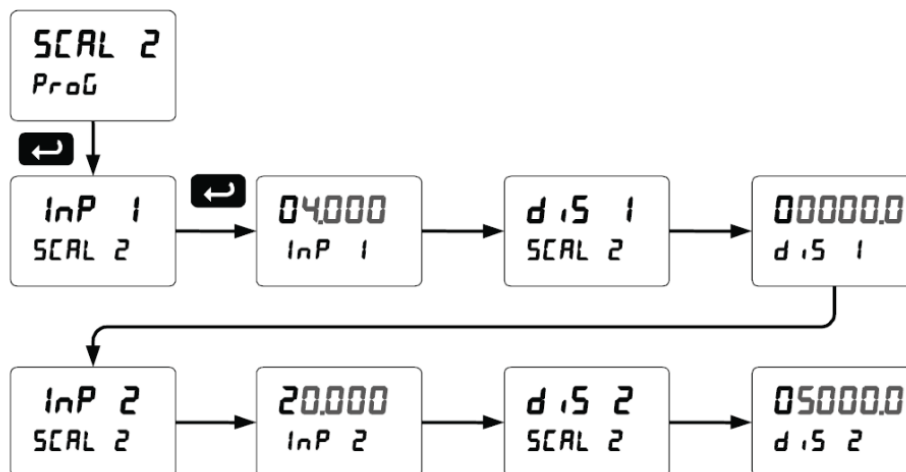 SCAL 2
ProG
InP 1
SCAL 2
04.000
InP 1
diS 1
SCAL 2
00000.0
diS 1
InP 2
SCAL 2
20.000
InP 2
diS 2
SCAL 2
05000.0
diS 2